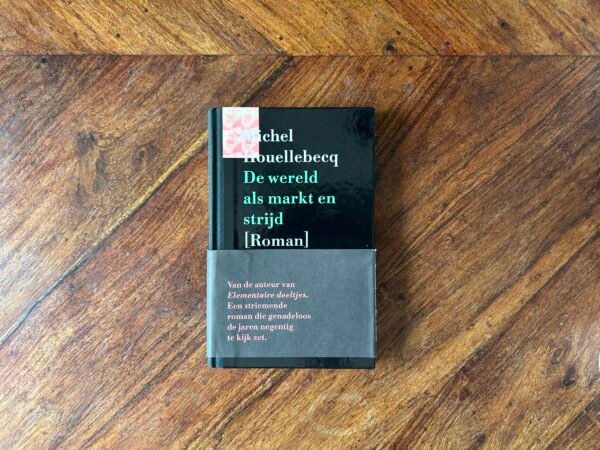 Michel
Houellebecq
De wereld
als markt en
strijd
[Roman]
Van de auteur van
Elementaire deeltjes.
Een striemende
roman die genadeloos
de jaren negentig
te kijk zet.